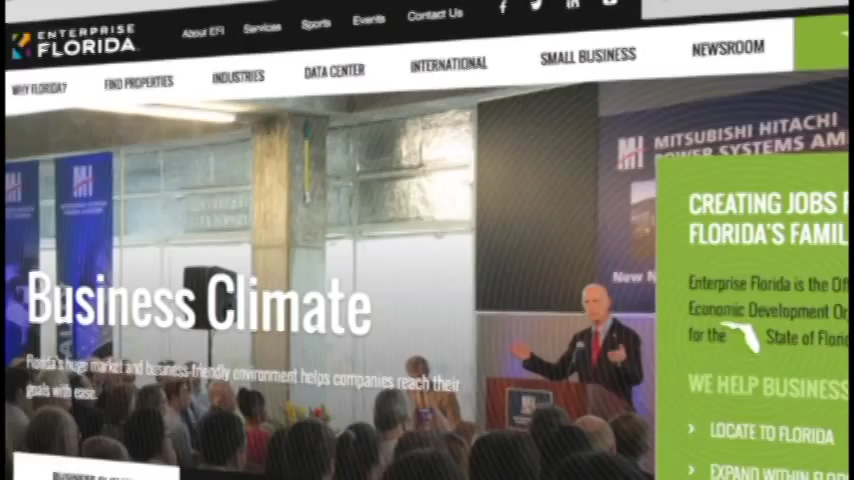 ENTERPRISE
FLORIDA
About EFI Services Sports Events Contact Us
WHY FLORIDA? FIND PROPERTIES INDUSTRIES DATA CENTER INTERNATIONAL SMALL BUSINESS NEWSROOM
MITSUBISHI HITACHI
POWER SYSTEMS AM
New N
Business Climate
Florida's huge market and business-friendly environment helps companies reach their
goals with ease.
CREATING JOBS F
FLORIDA'S FAMIL
Enterprise Florida is the Off
Economic Development Or
for the State of Florid
WE HELP BUSINESS
LOCATE TO FLORIDA
EXPAND WITHIN FLOR